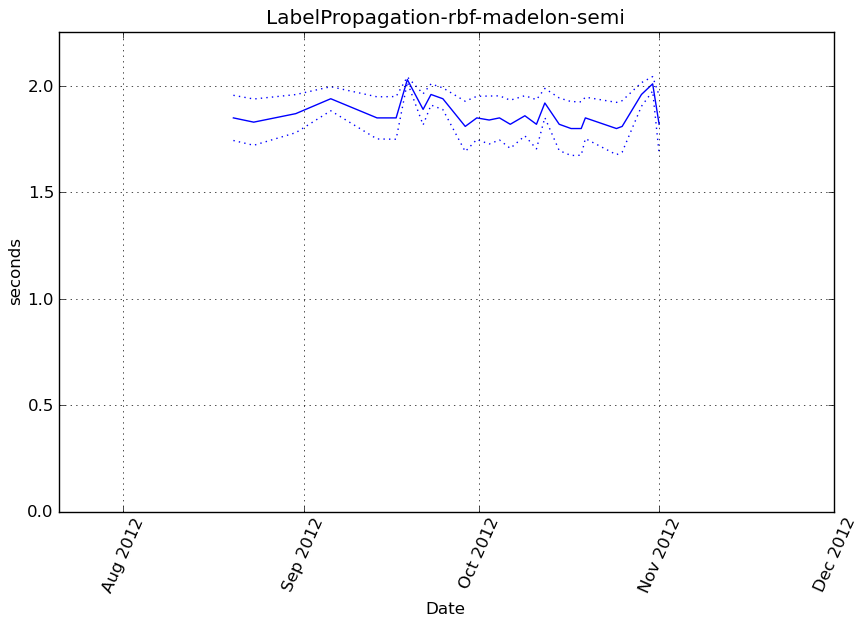 LabelPropagation-rbf-madelon-semi
2.0
1.5
1.0
0.5
0.0
seconds
Aug 2012
Sep 2012
Oct 2012
Nov 2012
Dec 2012
Date